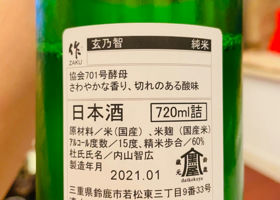 作 玄乃智 純米
ZAKU
協会701号酵母
さわやかな香り、切れのある酸味
日本酒 720ml詰
原材料／米（国産）、米麹（国産米）
アルコール度数／15度、精米歩合／60%
杜氏氏名／内山智広
製造年月 2021.01
蔵元
三重県鈴鹿市若松東三丁目9番33号